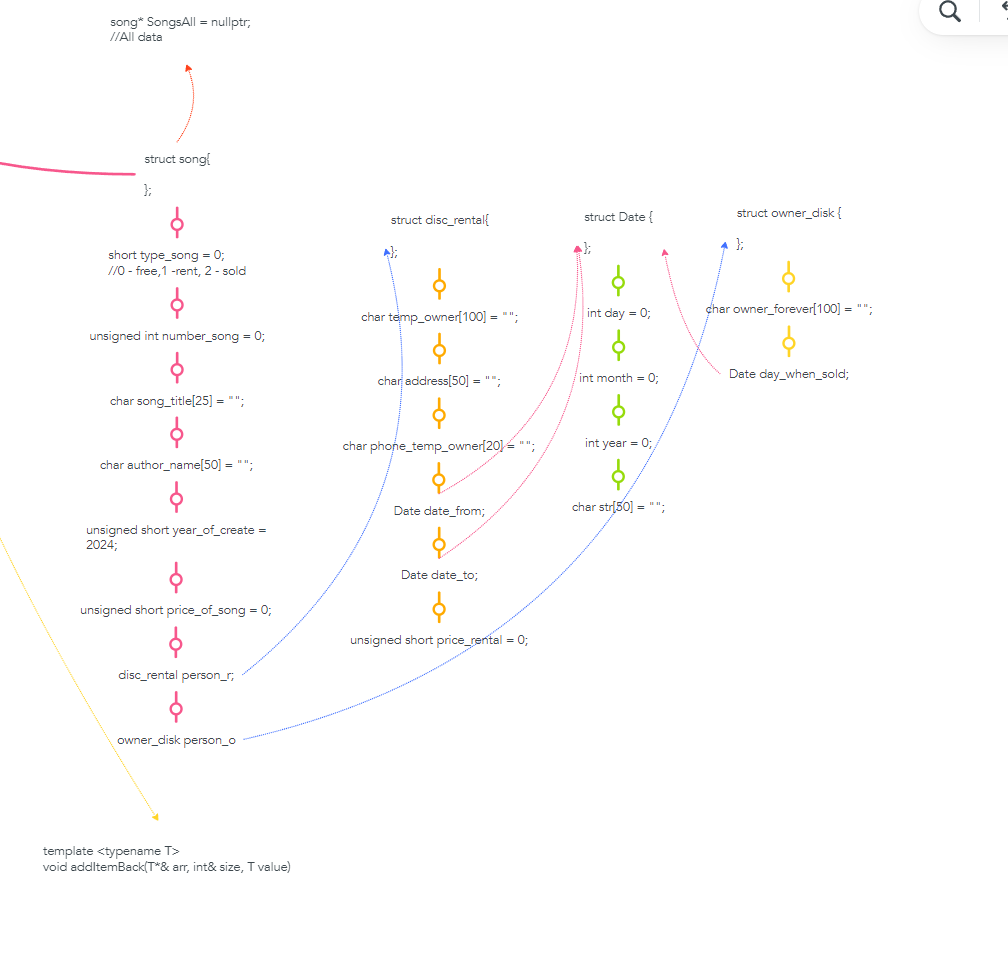 song* SongsAll = nullptr;
//All data
struct song{
};
short type_song = 0;
//0 - free,1 -rent, 2 - sold
unsigned int number_song = 0;
char song_title[25] = "";
char author_name[50] = "";
unsigned short year_of_create =
2024;
unsigned short price_of_song = 0;
disc_rental person_r;
owner_disk person_o
struct disc_rental{
};
char temp_owner[100] = "";
char address[50] = "";
char phone_temp_owner[20] = "";
Date date_from;
Date date_to;
unsigned short price_rental = 0;
struct Date {
};
int day = 0;
int month = 0;
int year = 0;
char str[50] = "";
struct owner_disk {
};
char owner_forever[100] = "";
Date day_when_sold;
template <typename T>
void addItemBack(T*& arr, int& size, T value)